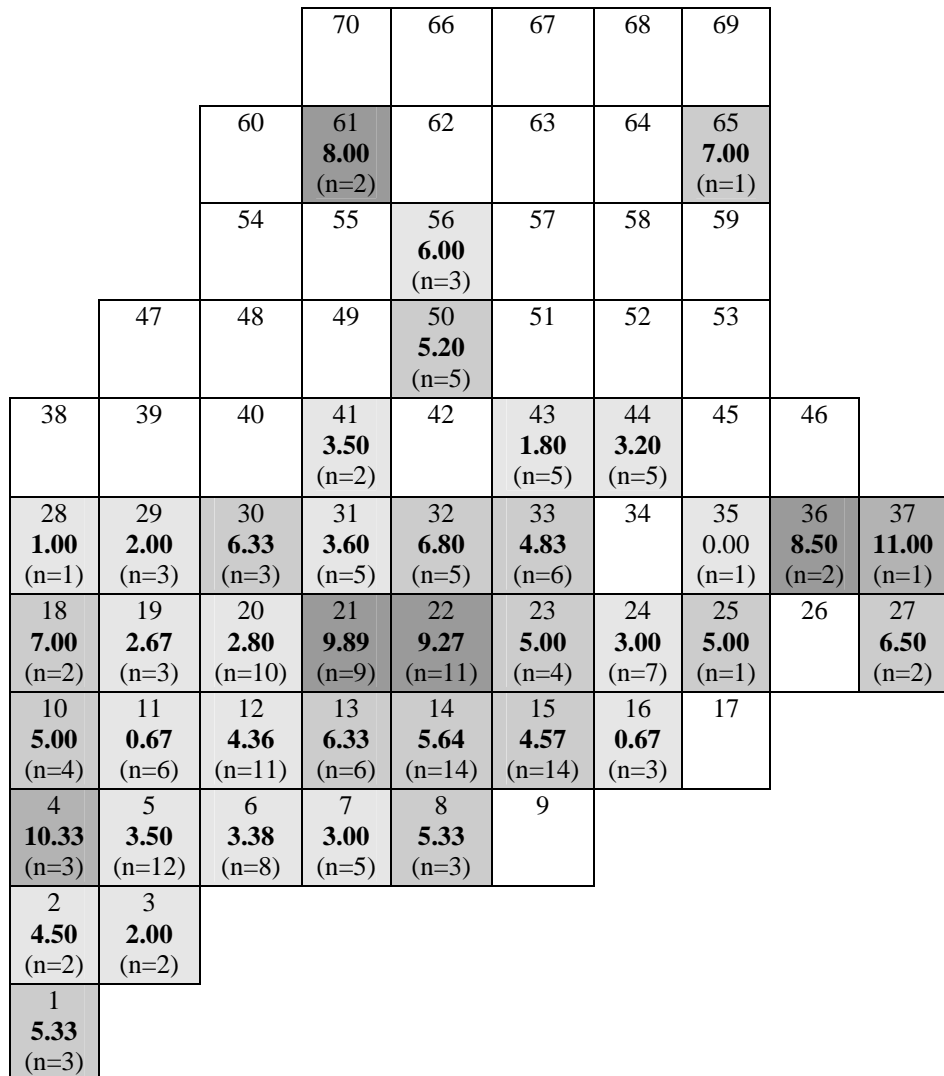 70 66 67 68 69
60 61 62 63 64 65
8.00 7.00
(n=2) (n=1)
54 55 56 57 58 59
6.00
(n=3)
47 48 49 50 51 52 53
5.20
(n=5)
38 39 40 41 42 43 44 45 46
3.50 1.80 3.20
(n=2) (n=5) (n=5)
28 29 30 31 32 33 34 35 36 37
1.00 2.00 6.33 3.60 6.80 4.83 0.00 8.50 11.00
(n=1) (n=3) (n=3) (n=5) (n=5) (n=6) (n=1) (n=2) (n=1)
18 19 20 21 22 23 24 25 26 27
7.00 2.67 2.80 9.89 9.27 5.00 3.00 5.00 6.50
(n=2) (n=3) (n=10) (n=9) (n=11) (n=4) (n=7) (n=1) (n=2)
10 11 12 13 14 15 16 17
5.00 0.67 4.36 6.33 5.64 4.57 0.67
(n=4) (n=6) (n=11) (n=6) (n=14) (n=14) (n=3)
4 5 6 7 8 9
10.33 3.50 3.38 3.00 5.33
(n=3) (n=12) (n=8) (n=5) (n=3)
2 3
4.50 2.00
(n=2) (n=2)
1
5.33
(n=3)